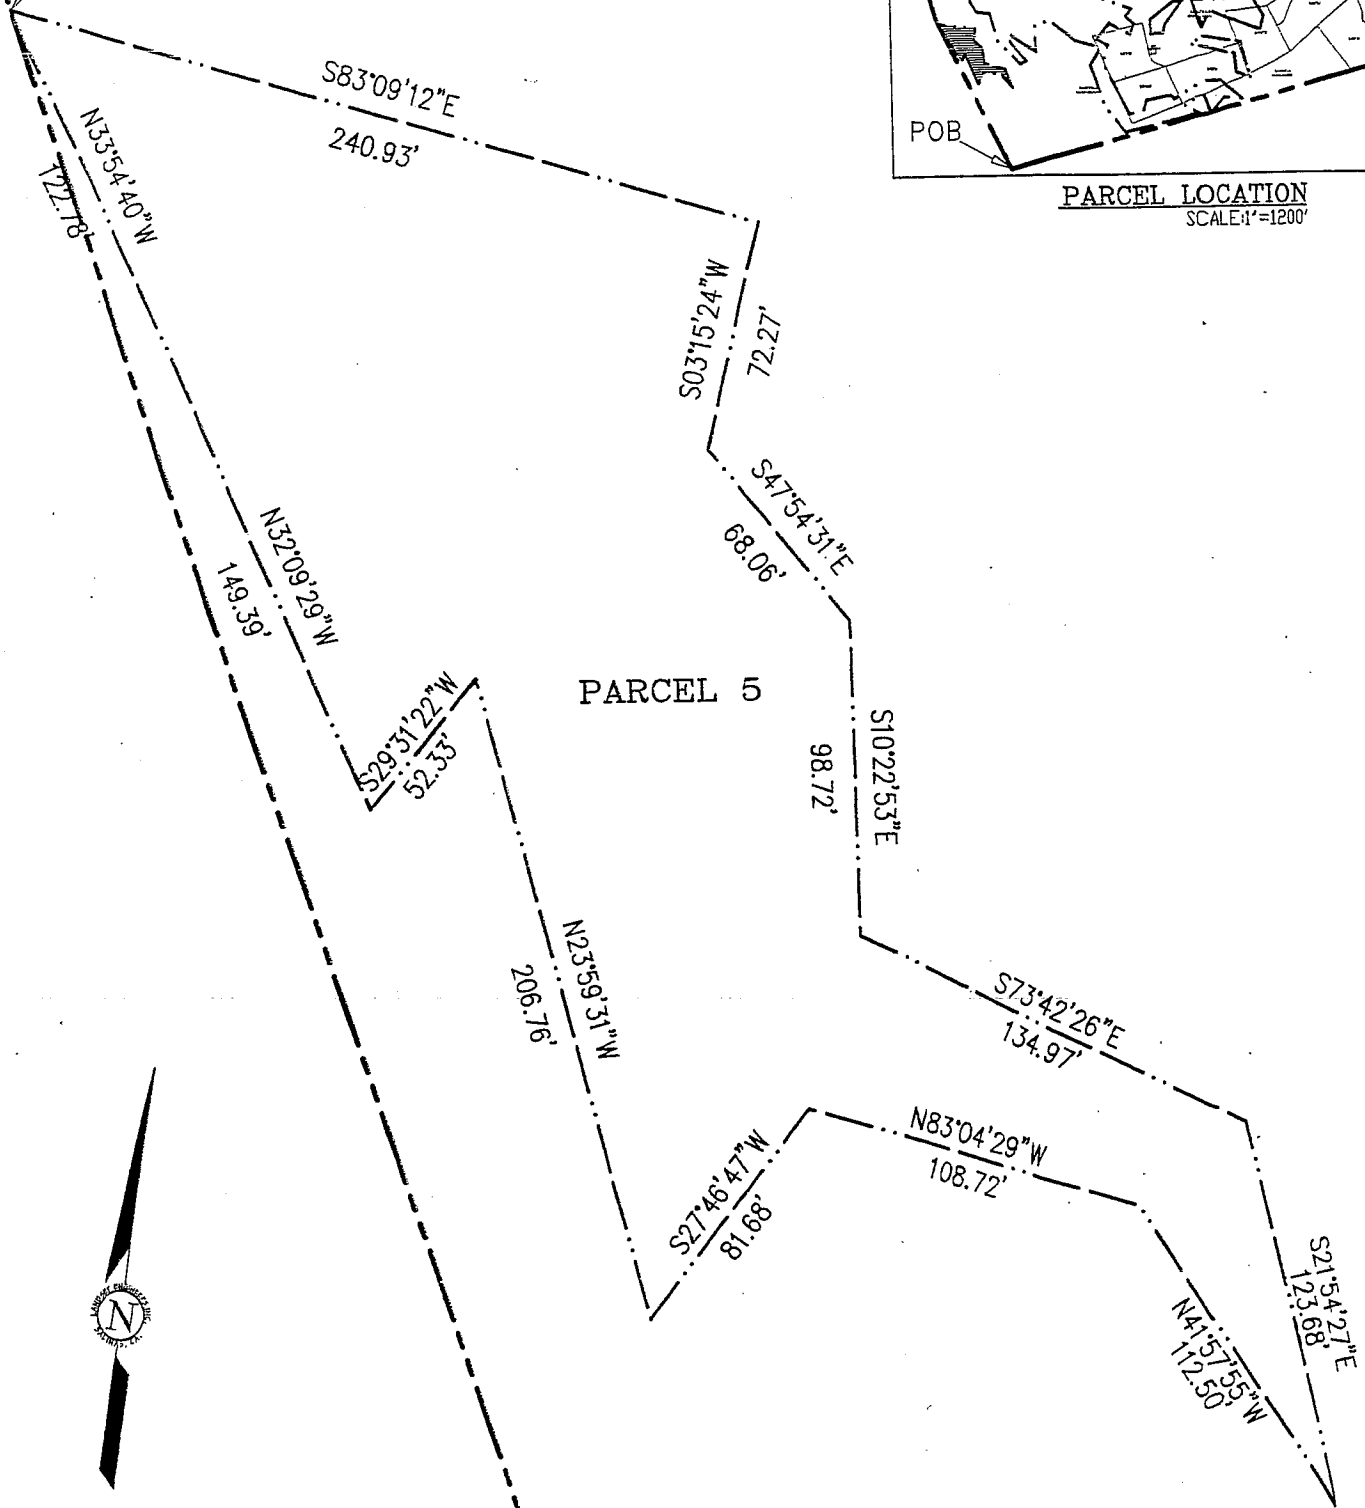 S83°09'12"E
240.93'
POB
PARCEL LOCATION
SCALE:1'=1200'
N33°54'40"W
122.78'
S03°15'24"W
72.27'
S47°54'31"E
68.06'
N32°09'29"W
149.39'
S29°31'22"W
52.33'
PARCEL 5
S10°22'53"E
98.72'
N23°59'31"W
206.76'
S73°42'26"E
134.97'
N83°04'29"W
108.72'
S27°46'47"W
81.68'
S21°54'27"E
123.68'
N41°57'55"W
112.50'
N